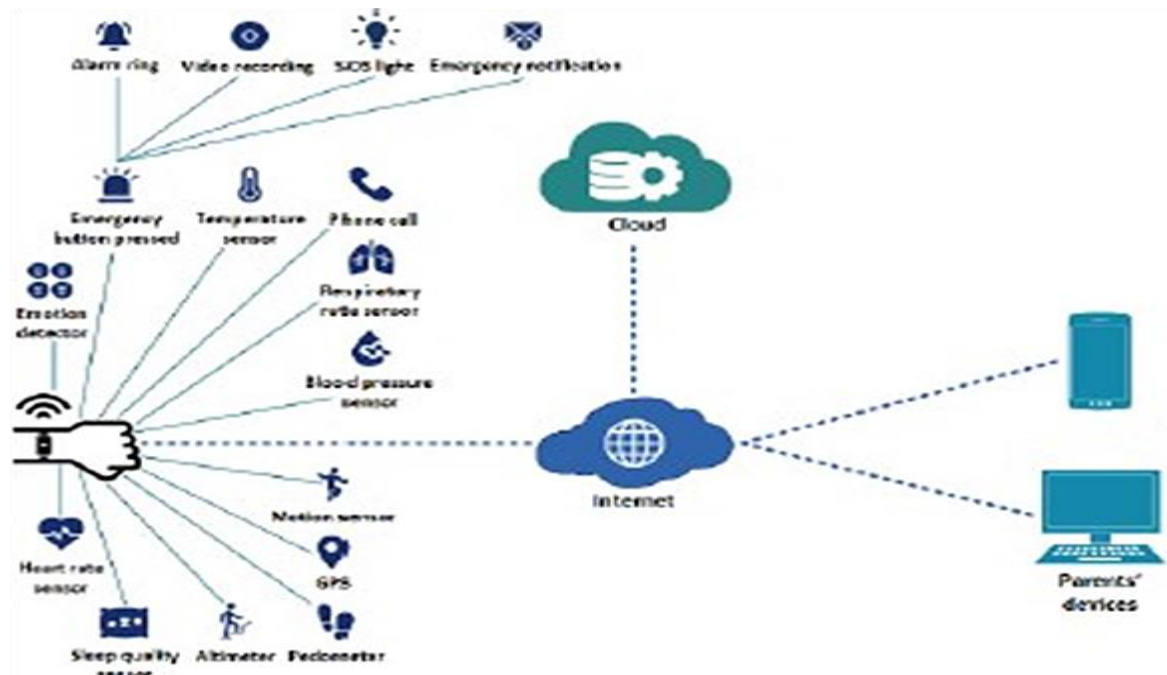 Alarm ring
Video recording
SOS light
Emergency notification
Emergency
button pressed
Temperature
sensor
Phone call
Respiratory
rate sensor
Emotion
detector
Blood pressure
sensor
Cloud
Internet
Motion sensor
GPS
Heart rate
sensor
Sleep quality
sensor
Altimeter
Pedometer
Parents'
devices